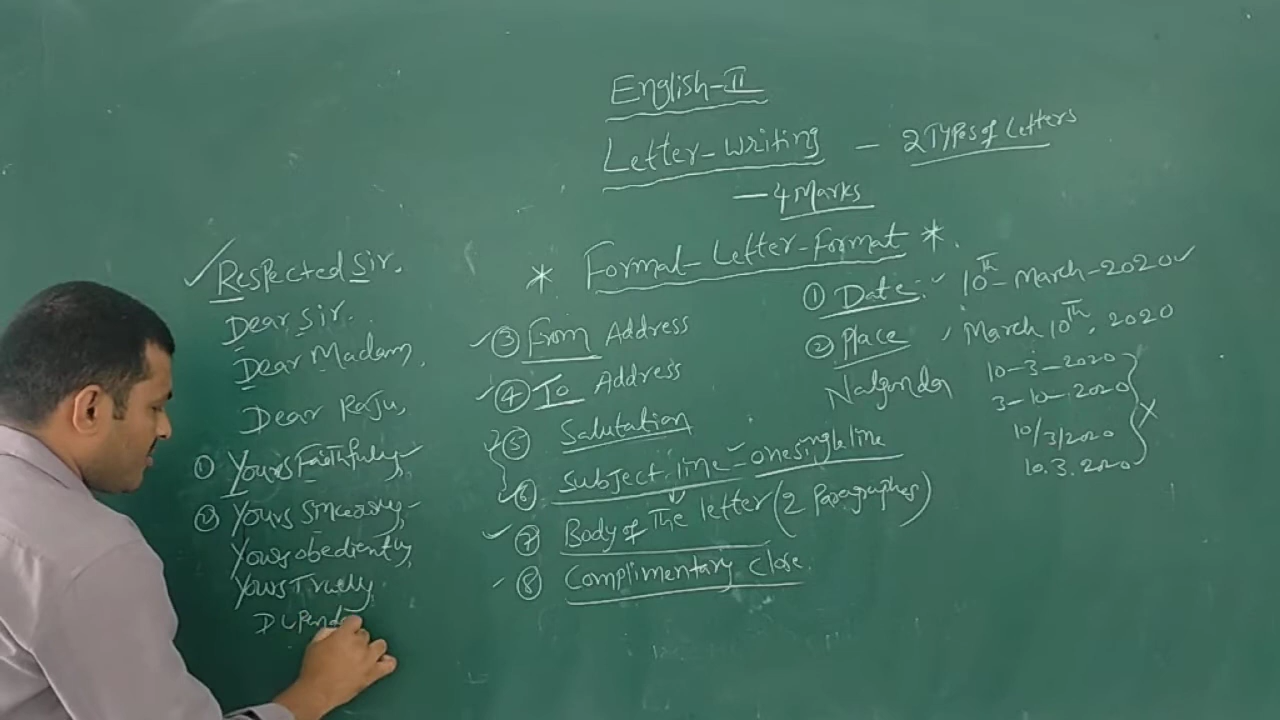 English-II
Letter-Writing - 2 Types of Letters
- 4 Marks
* Formal-Letter-Format *
① Date:- 10th-March-2020 ✓
② Place , March 10th, 2020
Nalgonda
10-3-2020
3-10-2020
10/3/2020
10.3.2020
X
③ From Address
④ To Address
⑤ Salutation
⑥ Subject line - one single line
⑦ Body of The letter (2 Paragraphs)
⑧ Complimentary Close.
✓ Respected Sir.
Dear Sir.
Dear Madam,
Dear Raju,
① Yours Faithfully,
② Yours Sincerely,
Yours obediently,
Yours Truely